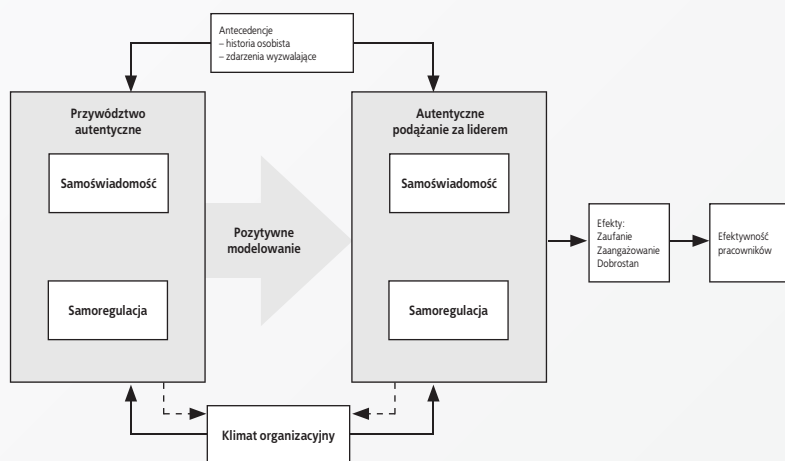 Antecedencje
– historia osobista
– zdarzenia wyzwalające
Przywództwo
autentyczne
Samoświadomość
Samoregulacja
Pozytywne
modelowanie
Autentyczne
podążanie za liderem
Samoświadomość
Samoregulacja
Efekty:
Zaufanie
Zaangażowanie
Dobrostan
Efektywność
pracowników
Klimat organizacyjny